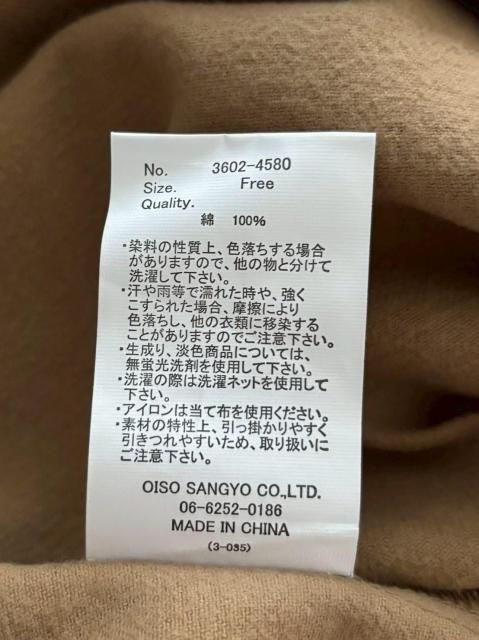 No. 3602-4580
Size. Free
Quality.
綿 100%
・染料の性質上、色落ちする場合
がありますので、他の物と分けて
洗濯して下さい。
・汗や雨等で濡れた時や、強く
こすられた場合、摩擦により
色落ちし、他の衣類に移染する
ことがありますのでご注意下さい。
・生成り、淡色商品については、
無蛍光洗剤を使用して下さい。
・洗濯の際は洗濯ネットを使用して
下さい。
・アイロンは当て布を使用ください。
・素材の特性上、引っ掛かりやすく
引きつれやすいため、取り扱いに
ご注意下さい。
OISO SANGYO CO.,LTD.
06-6252-0186
MADE IN CHINA
(3-035)